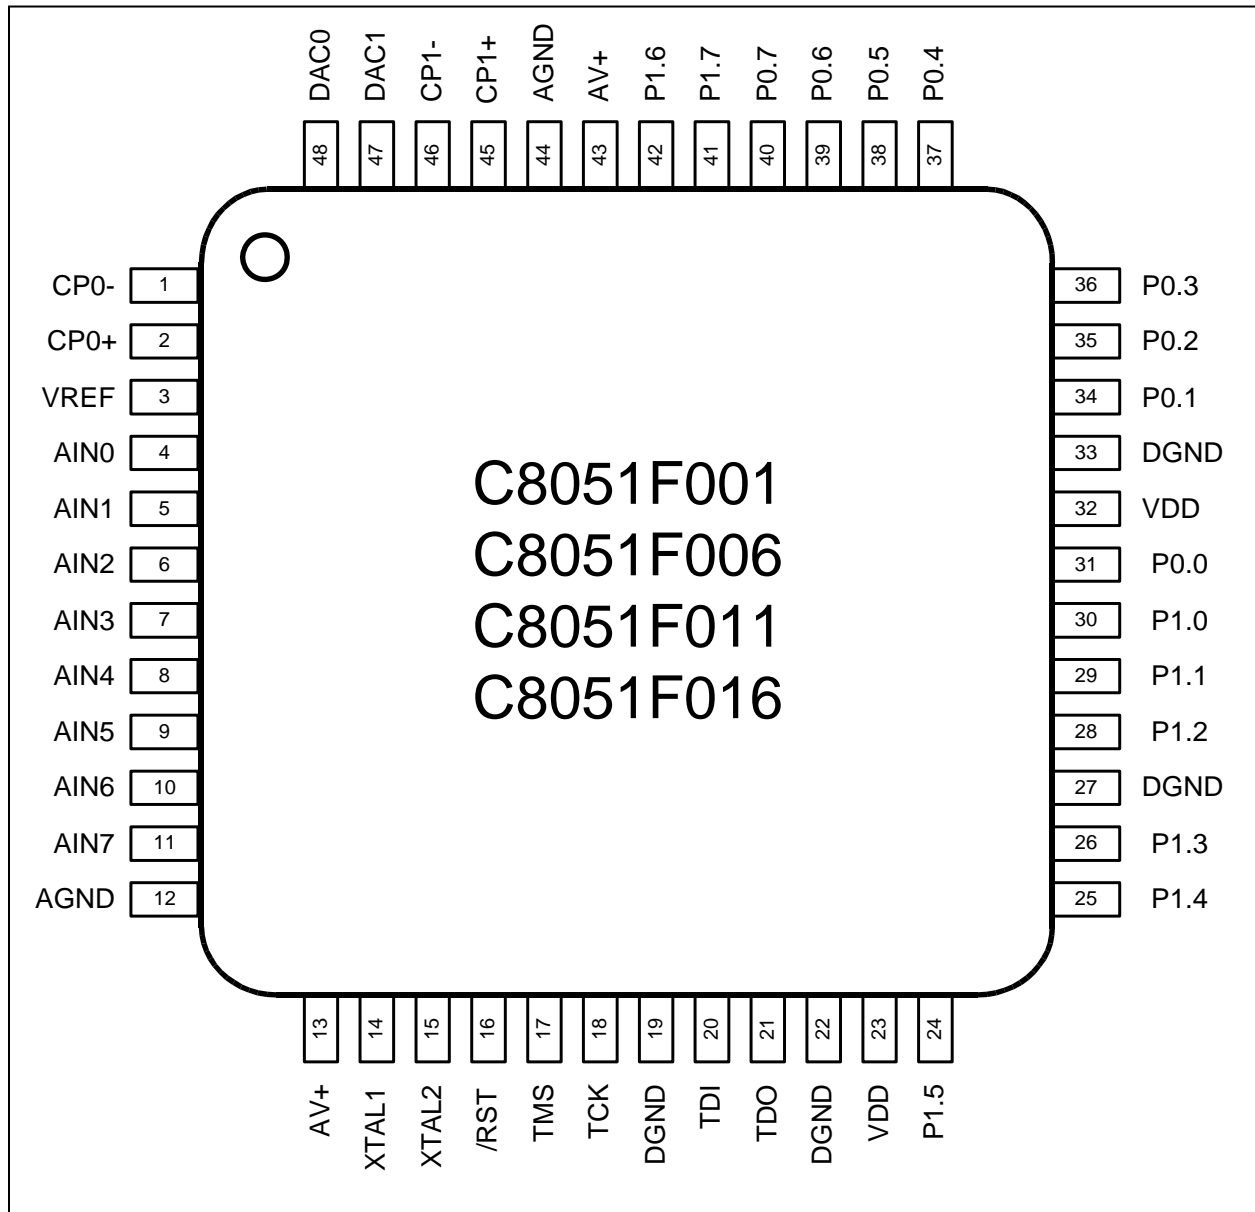 DAC0 DAC1 CP1- CP1+ AGND AV+ P1.6 P1.7 P0.7 P0.6 P0.5 P0.4
48 47 46 45 44 43 42 41 40 39 38 37
CP0- 1 36 P0.3
CP0+ 2 35 P0.2
VREF 3 34 P0.1
AIN0 4 33 DGND
AIN1 5 32 VDD
AIN2 6 31 P0.0
AIN3 7 30 P1.0
AIN4 8 29 P1.1
AIN5 9 28 P1.2
AIN6 10 27 DGND
AIN7 11 26 P1.3
AGND 12 25 P1.4
C8051F001
C8051F006
C8051F011
C8051F016
13 14 15 16 17 18 19 20 21 22 23 24
AV+ XTAL1 XTAL2 /RST TMS TCK DGND TDI TDO DGND VDD P1.5